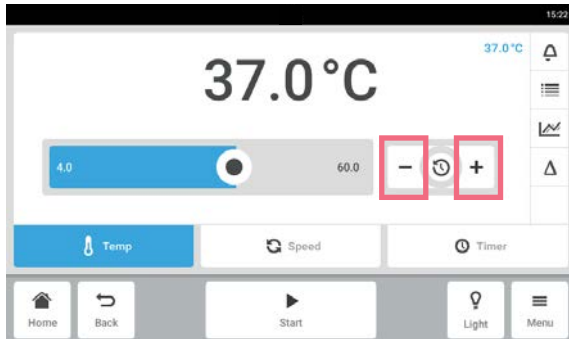 15:22
37.0°C
37.0°C
4.0
60.0
Temp
Speed
Timer
Home
Back
Start
Light
Menu